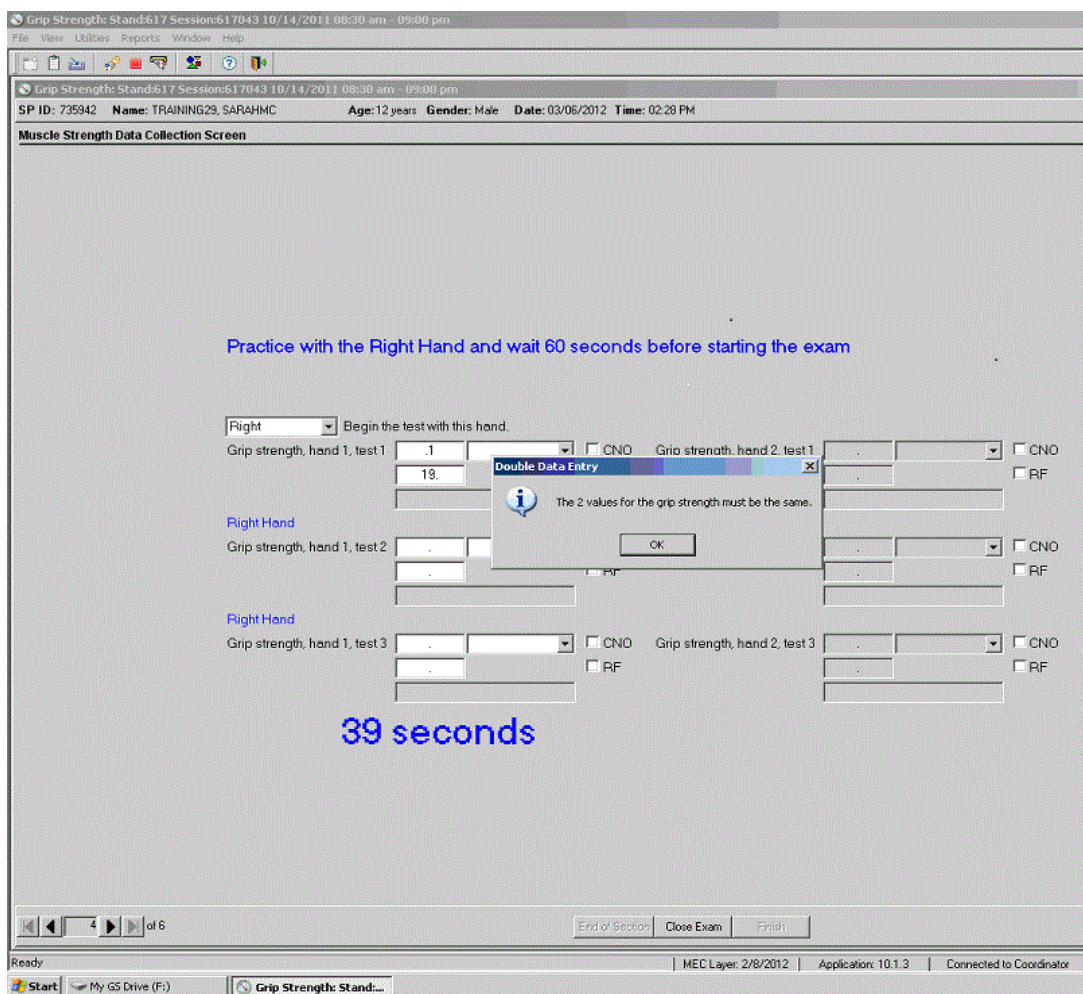 Grip Strength: Stand:617 Session:617043 10/14/2011 08:30 am - 09:00 pm
File View Utilities Reports Window Help
Grip Strength: Stand:617 Session:617043 10/14/2011 08:30 am - 09:00 pm
SP ID: 735942 Name: TRAINING29, SARAHMC Age: 12 years Gender: Male Date: 03/06/2012 Time: 02:28 PM
Muscle Strength Data Collection Screen
Practice with the Right Hand and wait 60 seconds before starting the exam
Right Begin the test with this hand.
Grip strength, hand 1, test 1 .1 CNO Grip strength, hand 2, test 1 . CNO
19. . RF
Double Data Entry
The 2 values for the grip strength must be the same.
OK
Right Hand
Grip strength, hand 1, test 2 . . CNO
. RF . RF
Right Hand
Grip strength, hand 1, test 3 . CNO Grip strength, hand 2, test 3 . CNO
. RF . RF
39 seconds
4 of 6 End of Section Close Exam Finish
Ready MEC Layer: 2/8/2012 Application: 10.1.3 Connected to Coordinator
Start My GS Drive (F:) Grip Strength: Stand:...